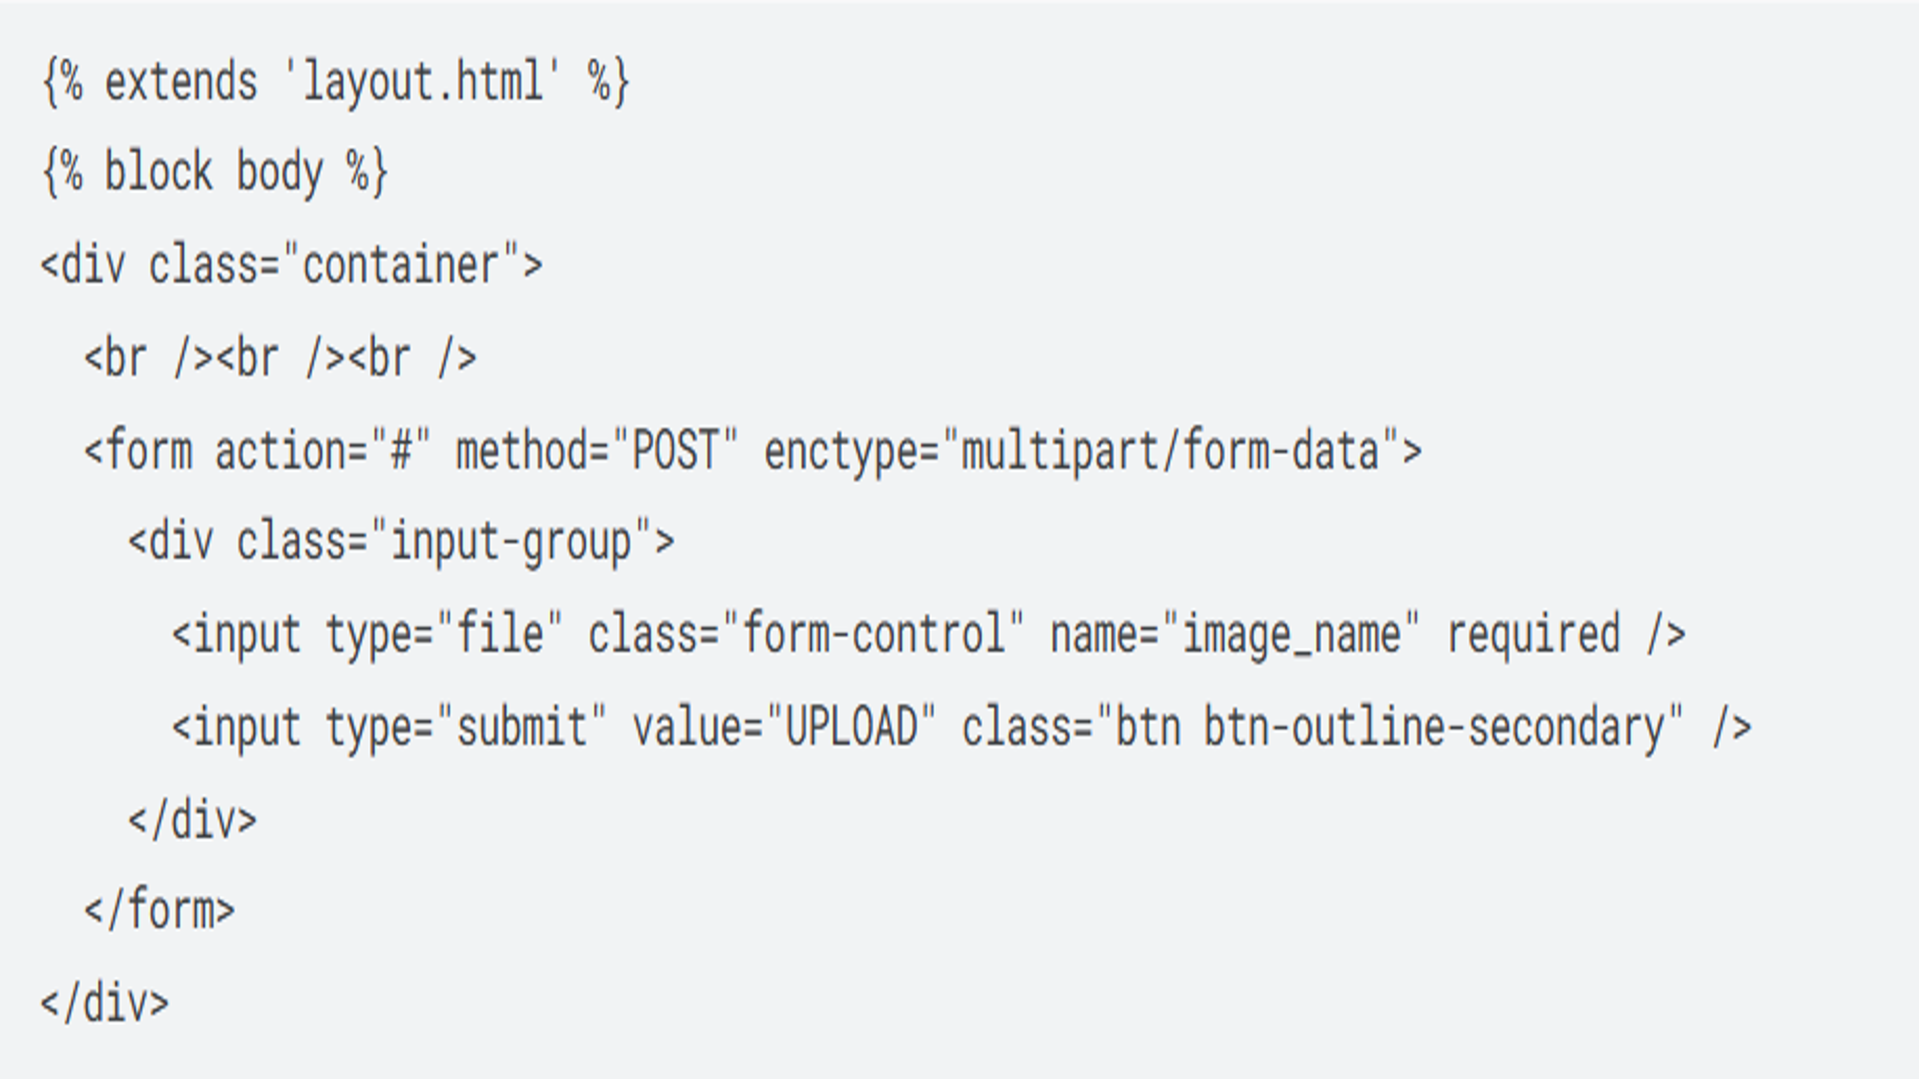 {% extends 'layout.html' %}
{% block body %}
<div class="container">
  <br /><br /><br />
  <form action="#" method="POST" enctype="multipart/form-data">
    <div class="input-group">
      <input type="file" class="form-control" name="image_name" required />
      <input type="submit" value="UPLOAD" class="btn btn-outline-secondary" />
    </div>
  </form>
</div>